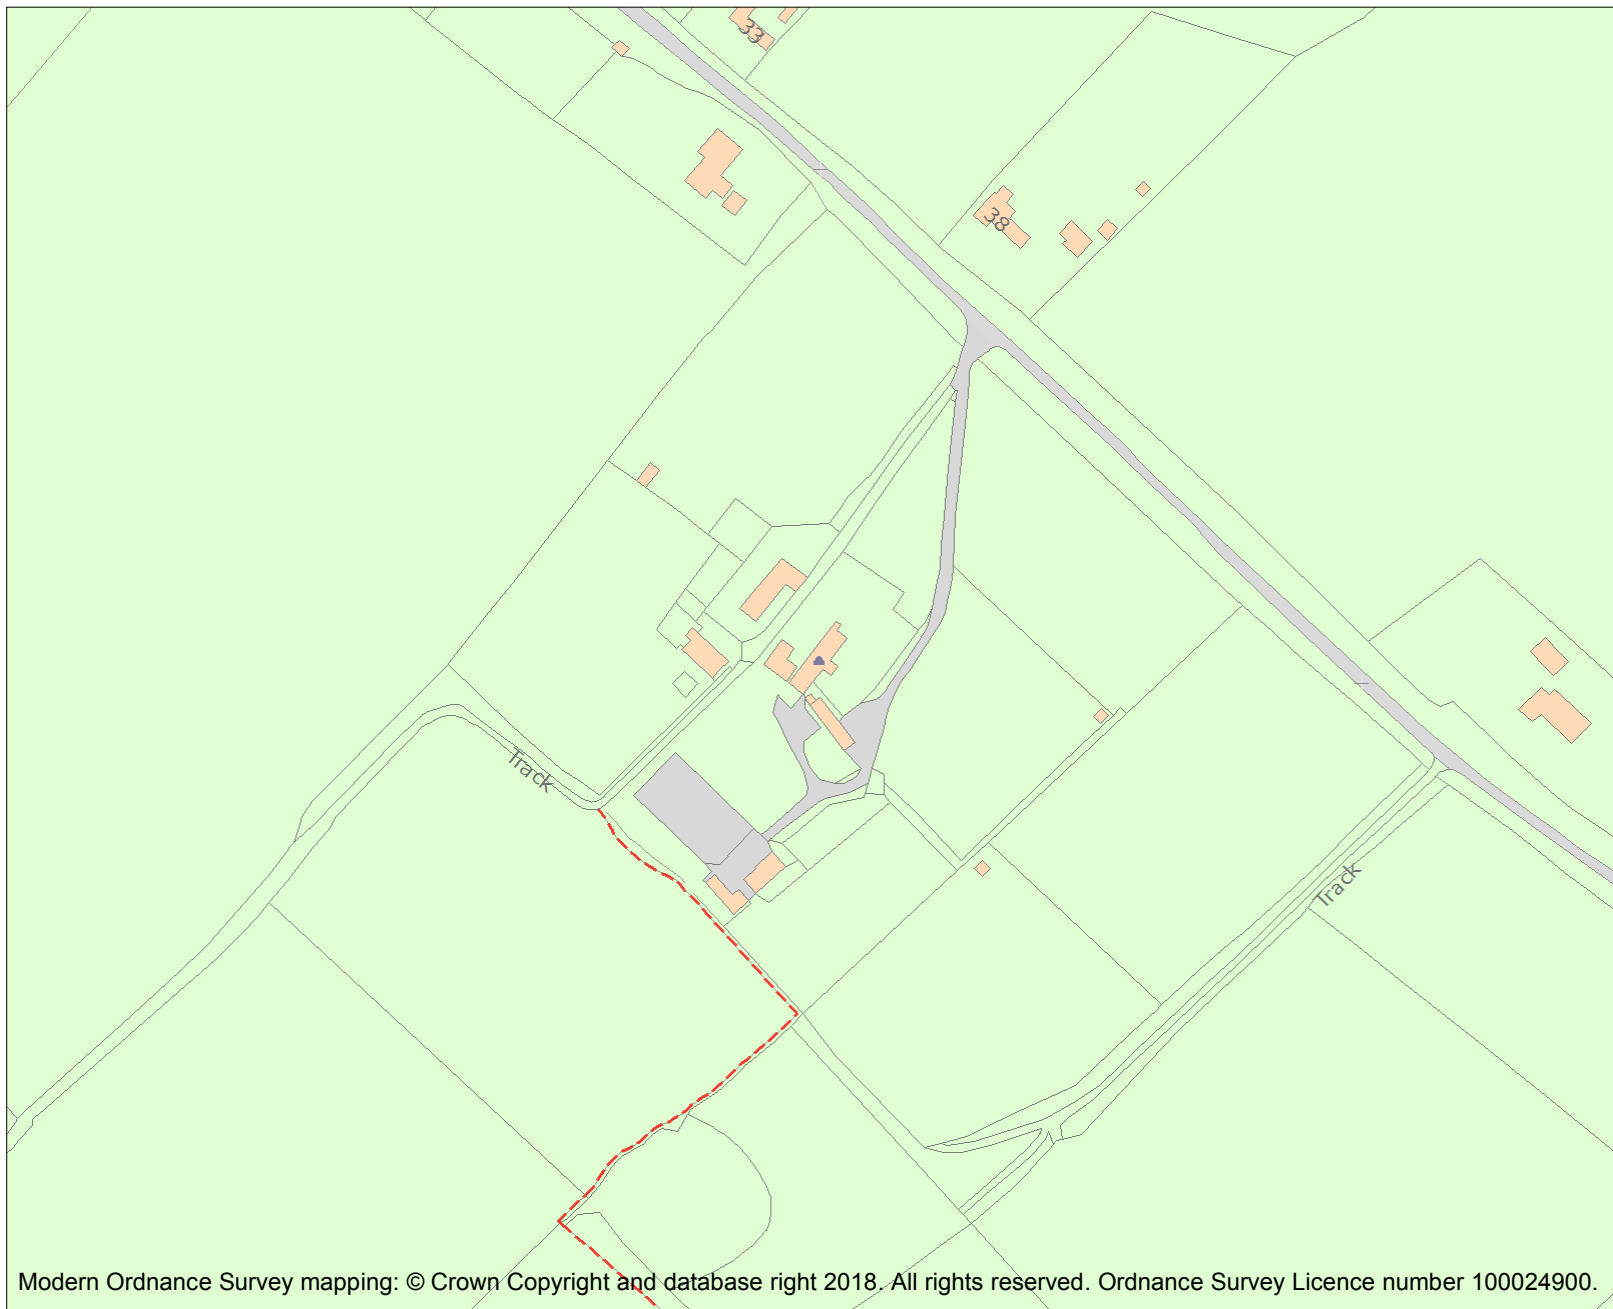 33
38
Track
Track
Modern Ordnance Survey mapping: © Crown Copyright and database right 2018. All rights reserved. Ordnance Survey Licence number 100024900.